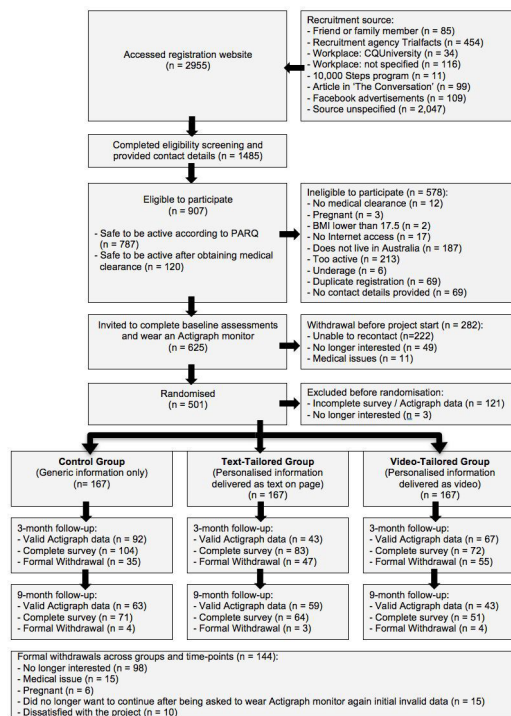 Accessed registration website
(n = 2955)
Recruitment source:
- Friend or family member (n = 85)
- Recruitment agency Trialfacts (n = 454)
- Workplace: CQUniversity (n = 34)
- Workplace: not specified (n = 116)
- 10,000 Steps program (n = 11)
- Article in 'The Conversation' (n = 99)
- Facebook advertisements (n = 109)
- Source unspecified (n = 2,047)
Completed eligibility screening and
provided contact details (n = 1485)
Eligible to participate
(n = 907)
- Safe to be active according to PARQ
(n = 787)
- Safe to be active after obtaining medical
clearance (n = 120)
Ineligible to participate (n = 578):
- No medical clearance (n = 12)
- Pregnant (n = 3)
- BMI lower than 17.5 (n = 2)
- No Internet access (n = 17)
- Does not live in Australia (n = 187)
- Too active (n = 213)
- Underage (n = 6)
- Duplicate registration (n = 69)
- No contact details provided (n = 69)
Invited to complete baseline assessments
and wear an Actigraph monitor
(n = 625)
Withdrawal before project start (n = 282):
- Unable to recontact (n=222)
- No longer interested (n = 49)
- Medical issues (n = 11)
Randomised
(n = 501)
Excluded before randomisation:
- Incomplete survey / Actigraph data (n = 121)
- No longer interested (n = 3)
Control Group
(Generic information only)
(n= 167)
Text-Tailored Group
(Personalised information
delivered as text on page)
(n = 167)
Video-Tailored Group
(Personalised information
delivered as video)
(n = 167)
3-month follow-up:
- Valid Actigraph data (n = 92)
- Complete survey (n = 104)
- Formal Withdrawal (n = 35)
3-month follow-up:
- Valid Actigraph data (n = 43)
- Complete survey (n = 83)
- Formal Withdrawal (n = 47)
3-month follow-up:
- Valid Actigraph data (n = 67)
- Complete survey (n = 72)
- Formal Withdrawal (n = 55)
9-month follow-up:
- Valid Actigraph data (n = 63)
- Complete survey (n = 71)
- Formal Withdrawal (n = 4)
9-month follow-up:
- Valid Actigraph data (n = 59)
- Complete survey (n = 64)
- Formal Withdrawal (n = 3)
9-month follow-up:
- Valid Actigraph data (n = 43)
- Complete survey (n = 51)
- Formal Withdrawal (n = 4)
Formal withdrawals across groups and time-points (n = 144):
- No longer interested (n = 98)
- Medical issue (n = 15)
- Pregnant (n = 6)
- Did no longer want to continue after being asked to wear Actigraph monitor again initial invalid data (n = 15)
- Dissatisfied with the project (n = 10)